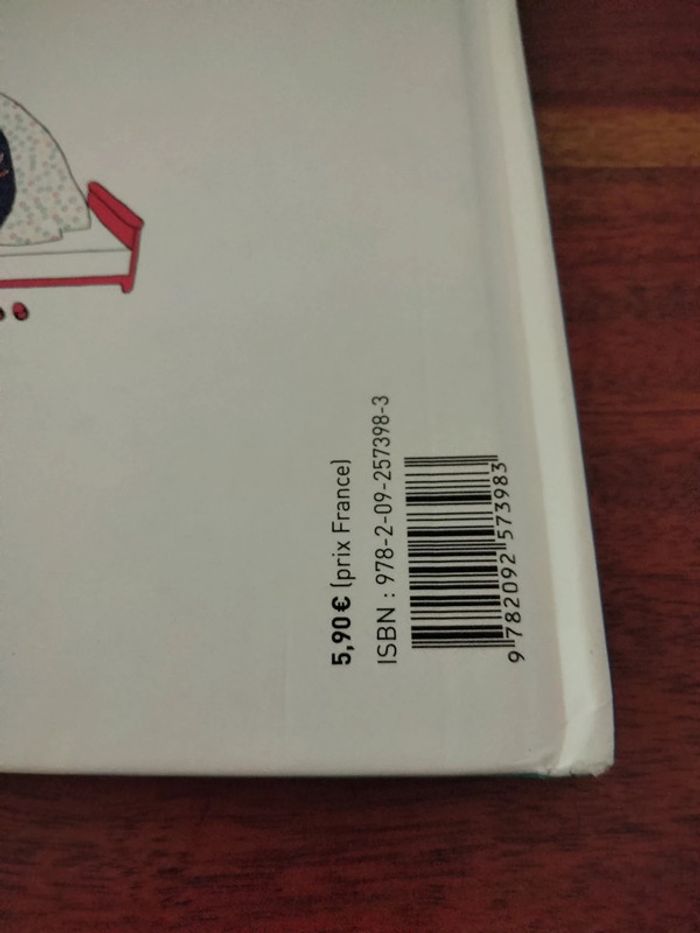 5,90 € (prix France)
ISBN : 978-2-09-257398-3
9 782092 573983